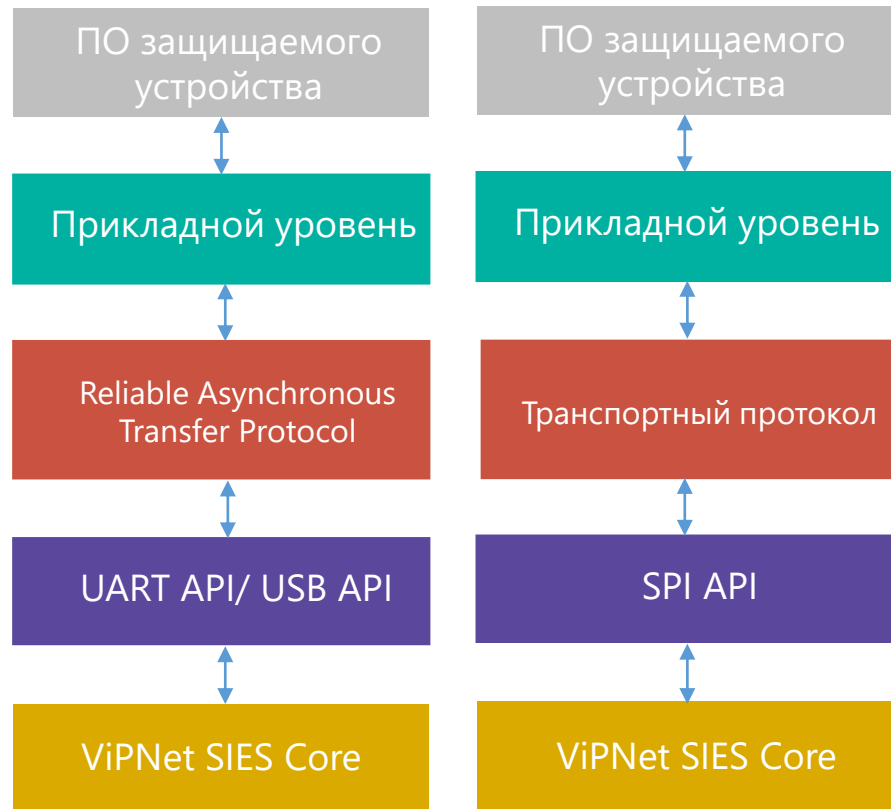 ПО защищаемого
устройства
Прикладной уровень
Reliable Asynchronous
Transfer Protocol
UART API/ USB API
ViPNet SIES Core
ПО защищаемого
устройства
Прикладной уровень
Транспортный протокол
SPI API
ViPNet SIES Core